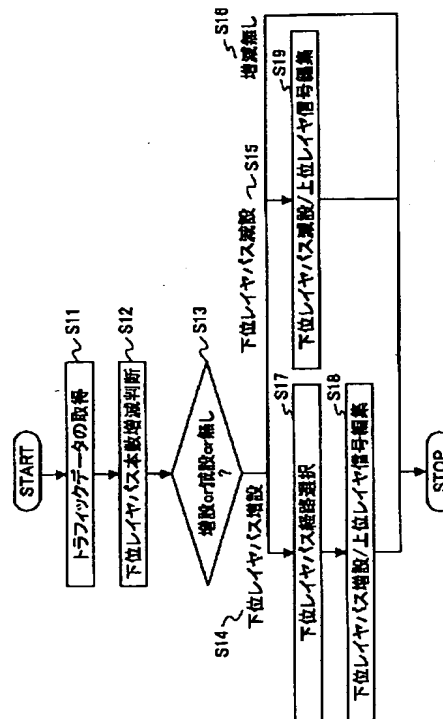 START
トラフィックデータの取得
S11
下位レイヤパス本数増減判断
S12
増設or減設or無し
?
S13
S14
下位レイヤパス増設
下位レイヤパス減設
S15
S16
増減無し
下位レイヤパス経路選択
S17
下位レイヤパス増設/上位レイヤ信号編集
S18
下位レイヤパス減設/上位レイヤ信号編集
S19
STOP